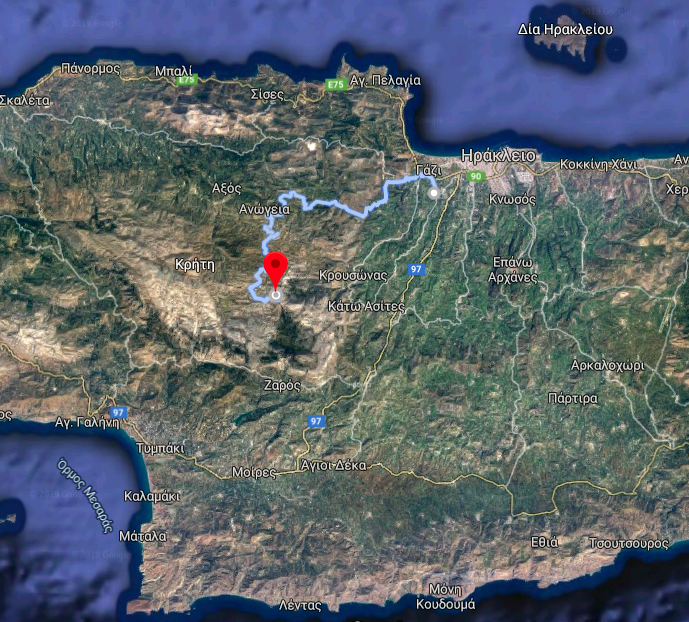 Δία Ηρακλείου
Πάνορμος
Μπαλί
E75
E75
Αγ. Πελαγία
Σκαλέτα
Σίσες
Ηράκλειο
Γάζι
90
Κοκκίνη Χάνι
Αξός
Ανώγεια
Κνωσός
Κρήτη
Κρουσώνας
97
Επάνω
Αρχάνες
Κάτω Ασίτες
Αρκαλοχώρι
Ζαρός
Πάρτιρα
97
Αγ. Γαλήνη
97
Τυμπάκι
Μοίρες
Άγιοι Δέκα
Όρμος Μεσαράς
Καλαμάκι
Μάταλα
Εθιά
Τσουτσουρος
Λέντας
Μόνη
Κουδουμά